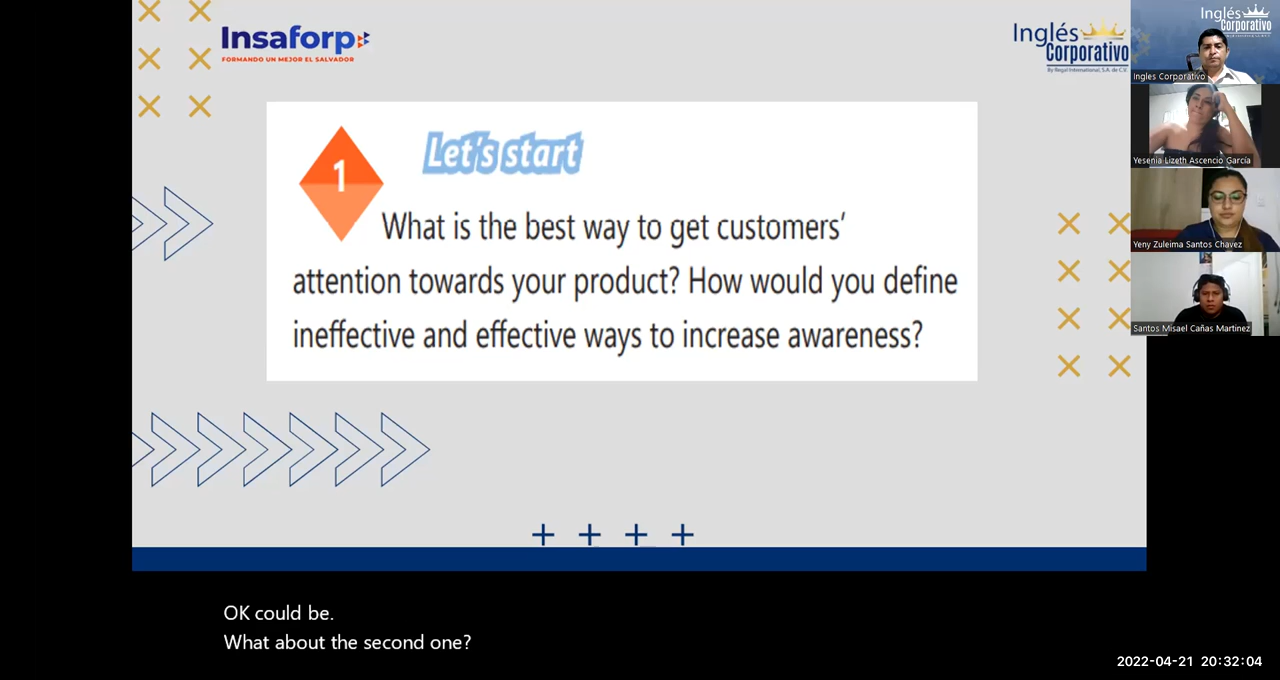 Insaforp
FORMANDO UN MEJOR EL SALVADOR
Inglés
Corporativo
By Regal International, S.A. de C.V.
1
Let's start
What is the best way to get customers'
attention towards your product? How would you define
ineffective and effective ways to increase awareness?
Inglés
Corporativo
Ingles Corporativo
Yesenia Lizeth Ascencio García
Yeny Zuleima Santos Chavez
Santos Misael Cañas Martinez
OK could be.
What about the second one?
2022-04-21 20:32:04